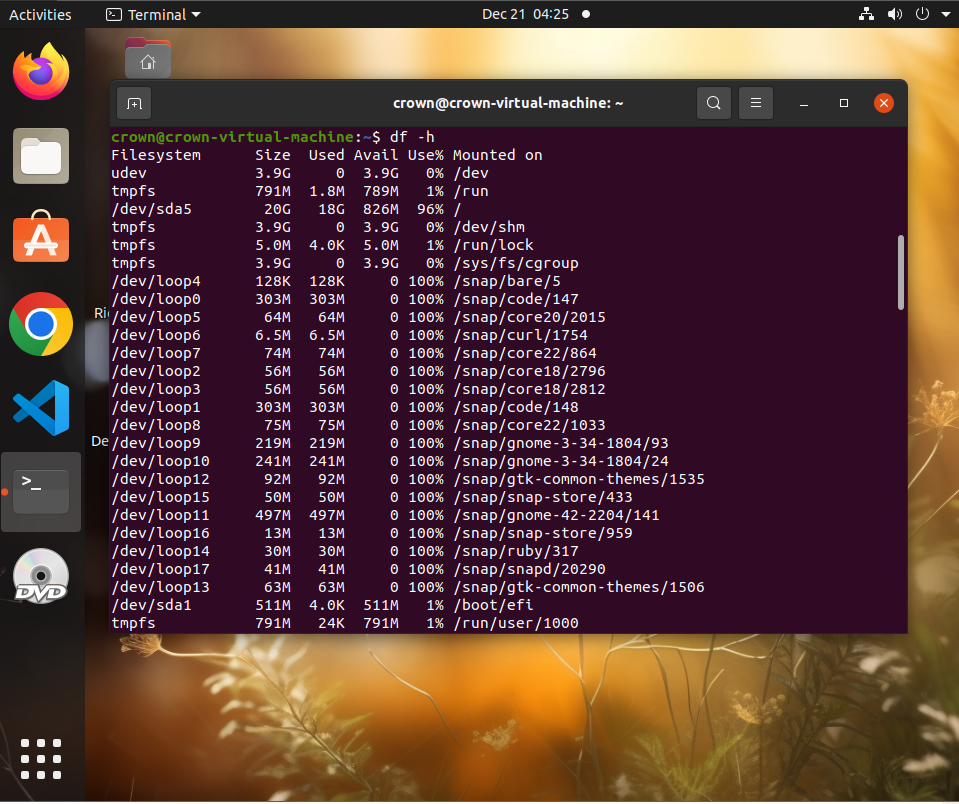 Activities Terminal Dec 21 04:25
crown@crown-virtual-machine: ~
crown@crown-virtual-machine:~$ df -h
Filesystem Size Used Avail Use% Mounted on
udev 3.9G 0 3.9G 0% /dev
tmpfs 791M 1.8M 789M 1% /run
/dev/sda5 20G 18G 826M 96% /
tmpfs 3.9G 0 3.9G 0% /dev/shm
tmpfs 5.0M 4.0K 5.0M 1% /run/lock
tmpfs 3.9G 0 3.9G 0% /sys/fs/cgroup
/dev/loop4 128K 128K 0 100% /snap/bare/5
/dev/loop0 303M 303M 0 100% /snap/code/147
/dev/loop5 64M 64M 0 100% /snap/core20/2015
/dev/loop6 6.5M 6.5M 0 100% /snap/curl/1754
/dev/loop7 74M 74M 0 100% /snap/core22/864
/dev/loop2 56M 56M 0 100% /snap/core18/2796
/dev/loop3 56M 56M 0 100% /snap/core18/2812
/dev/loop1 303M 303M 0 100% /snap/code/148
/dev/loop8 75M 75M 0 100% /snap/core22/1033
/dev/loop9 219M 219M 0 100% /snap/gnome-3-34-1804/93
/dev/loop10 241M 241M 0 100% /snap/gnome-3-34-1804/24
/dev/loop12 92M 92M 0 100% /snap/gtk-common-themes/1535
/dev/loop15 50M 50M 0 100% /snap/snap-store/433
/dev/loop11 497M 497M 0 100% /snap/gnome-42-2204/141
/dev/loop16 13M 13M 0 100% /snap/snap-store/959
/dev/loop14 30M 30M 0 100% /snap/ruby/317
/dev/loop17 41M 41M 0 100% /snap/snapd/20290
/dev/loop13 63M 63M 0 100% /snap/gtk-common-themes/1506
/dev/sda1 511M 4.0K 511M 1% /boot/efi
tmpfs 791M 24K 791M 1% /run/user/1000
>_
DVD